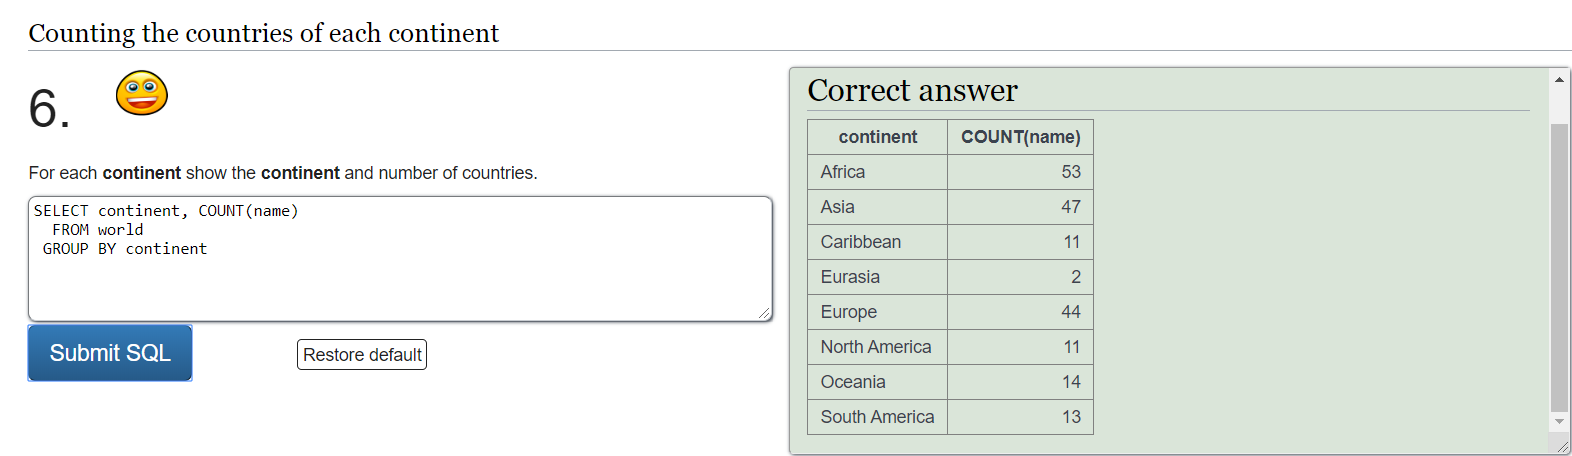 Counting the countries of each continent
6.
For each continent show the continent and number of countries.
SELECT continent, COUNT(name)
FROM world
GROUP BY continent
Submit SQL
Restore default
Correct answer
continent COUNT(name)
Africa 53
Asia 47
Caribbean 11
Eurasia 2
Europe 44
North America 11
Oceania 14
South America 13